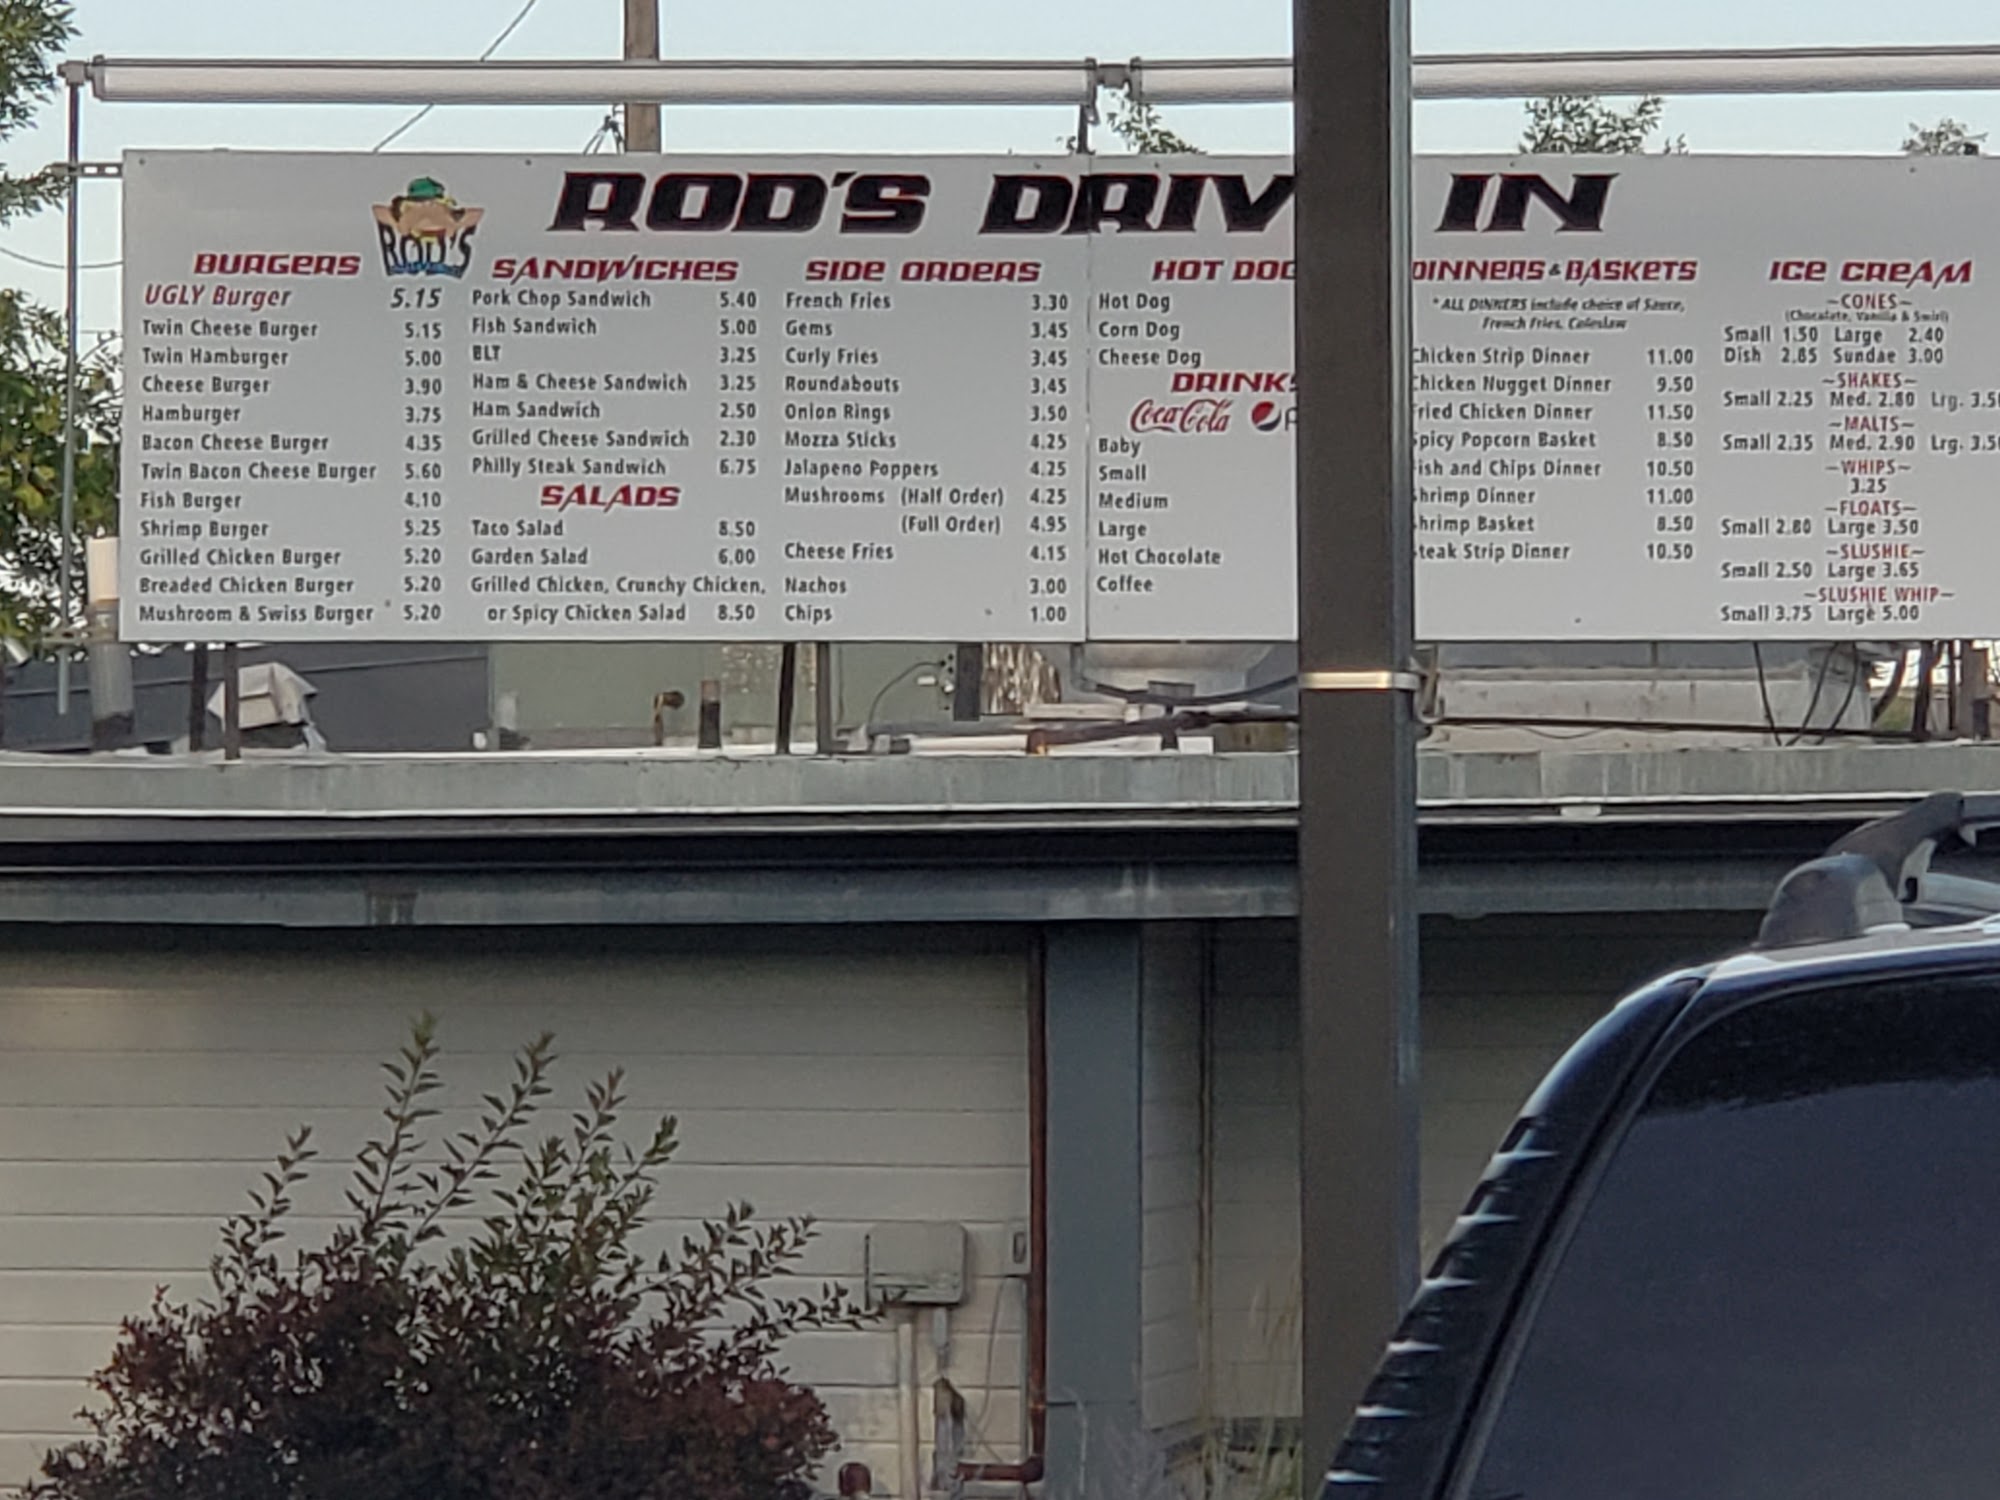 ROD'S DRIV IN
ROD'S
BURGERS
UGLY Burger 5.15
Twin Cheese Burger 5.15
Twin Hamburger 5.00
Cheese Burger 3.90
Hamburger 3.75
Bacon Cheese Burger 4.35
Twin Bacon Cheese Burger 5.60
Fish Burger 4.10
Shrimp Burger 5.25
Grilled Chicken Burger 5.20
Breaded Chicken Burger 5.20
Mushroom & Swiss Burger 5.20
SANDWICHES
Pork Chop Sandwich 5.40
Fish Sandwich 5.00
BLT 3.25
Ham & Cheese Sandwich 3.25
Ham Sandwich 2.50
Grilled Cheese Sandwich 2.30
Philly Steak Sandwich 6.75
SALADS
Taco Salad 8.50
Garden Salad 6.00
Grilled Chicken, Crunchy Chicken,
or Spicy Chicken Salad 8.50
SIDE ORDERS
French Fries 3.30
Gems 3.45
Curly Fries 3.45
Roundabouts 3.45
Onion Rings 3.50
Mozza Sticks 4.25
Jalapeno Poppers 4.25
Mushrooms (Half Order) 4.25
(Full Order) 4.95
Cheese Fries 4.15
Nachos 3.00
Chips 1.00
HOT DOG
Hot Dog
Corn Dog
Cheese Dog
DRINKS
Coca-Cola
Baby
Small
Medium
Large
Hot Chocolate
Coffee
DINNERS & BASKETS
*ALL DINNERS include choice of Sauce,
French Fries, Coleslaw
Chicken Strip Dinner 11.00
Chicken Nugget Dinner 9.50
Fried Chicken Dinner 11.50
Spicy Popcorn Basket 8.50
ish and Chips Dinner 10.50
hrimp Dinner 11.00
hrimp Basket 8.50
teak Strip Dinner 10.50
ICE CREAM
~CONES~
(Chocolate, Vanilla & Swirl)
Small 1.50 Large 2.40
Dish 2.85 Sundae 3.00
~SHAKES~
Small 2.25 Med. 2.80 Lrg. 3.5
~MALTS~
Small 2.35 Med. 2.90 Lrg. 3.5
~WHIPS~
3.25
~FLOATS~
Small 2.80 Large 3.50
~SLUSHIE~
Small 2.50 Large 3.65
~SLUSHIE WHIP~
Small 3.75 Large 5.00